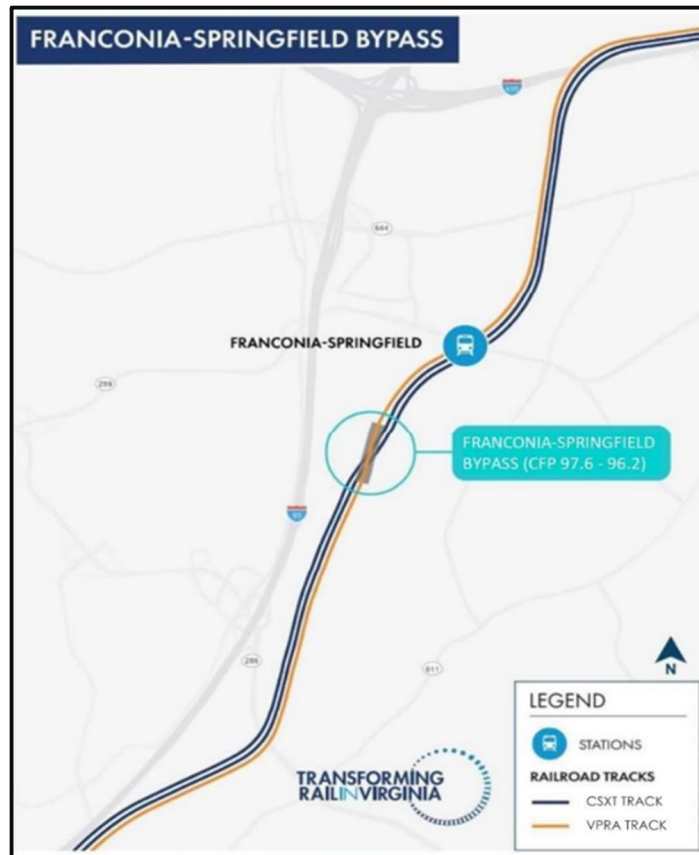 FRANCONIA-SPRINGFIELD BYPASS
644
FRANCONIA-SPRINGFIELD
289
FRANCONIA-SPRINGFIELD
BYPASS (CFP 97.6 - 96.2)
95
286
611
N
TRANSFORMING
RAILINVIRGINIA
LEGEND
STATIONS
RAILROAD TRACKS
CSXT TRACK
VPRA TRACK